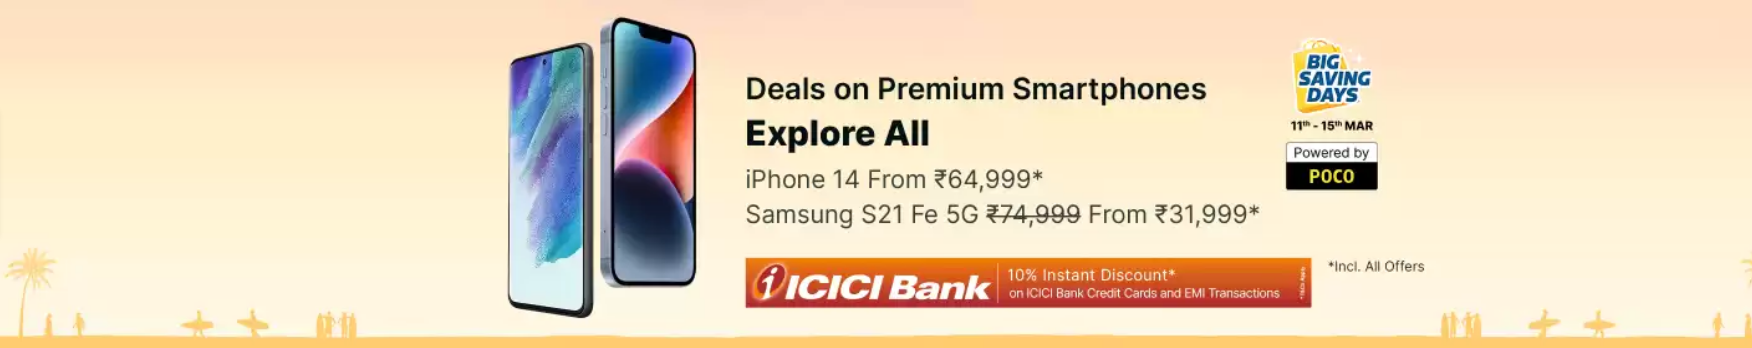 Deals on Premium Smartphones
Explore All
iPhone 14 From ₹64,999*
Samsung S21 Fe 5G ₹74,999 From ₹31,999*
ICICI Bank
10% Instant Discount*
on ICICI Bank Credit Cards and EMI Transactions
*Incl. All Offers
BIG
SAVING
DAYS
11th - 15th MAR
Powered by
POCO